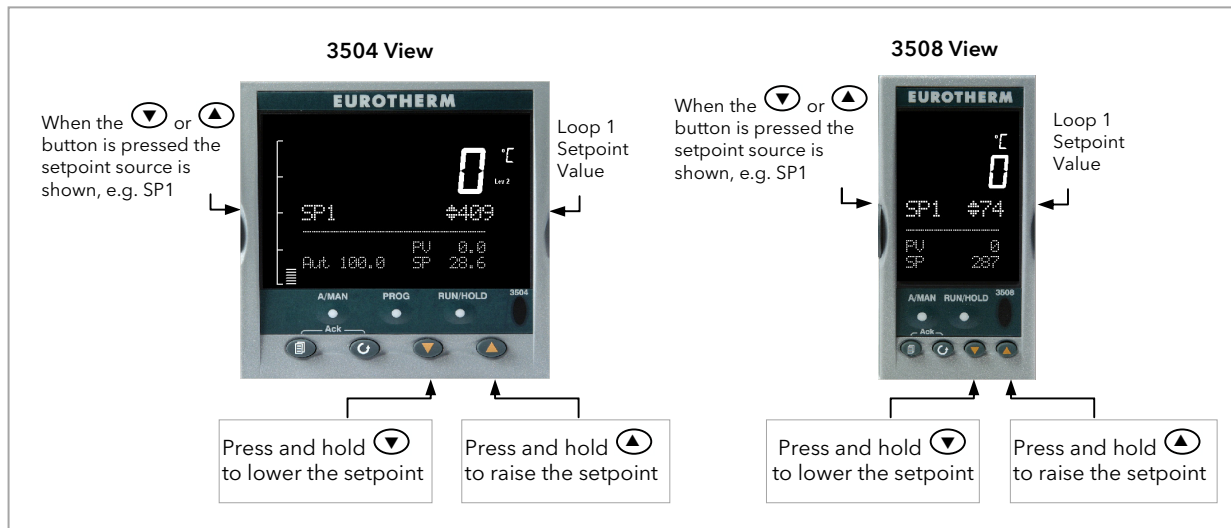 3504 View
EUROTHERM
When the ▼ or ▲
button is pressed the
setpoint source is
shown, e.g. SP1
Loop 1
Setpoint
Value
0 °C
Lev 2
SP1 409
PV 0.0
Aut 100.0 SP 28.6
A/MAN PROG RUN/HOLD 3504
Ack
Press and hold ▼
to lower the setpoint
Press and hold ▲
to raise the setpoint
3508 View
EUROTHERM
When the ▼ or ▲
button is pressed the
setpoint source is
shown, e.g. SP1
Loop 1
Setpoint
Value
°C
0
SP1 74
PV 0
SP 287
A/MAN RUN/HOLD 3508
Ack
Press and hold ▼
to lower the setpoint
Press and hold ▲
to raise the setpoint